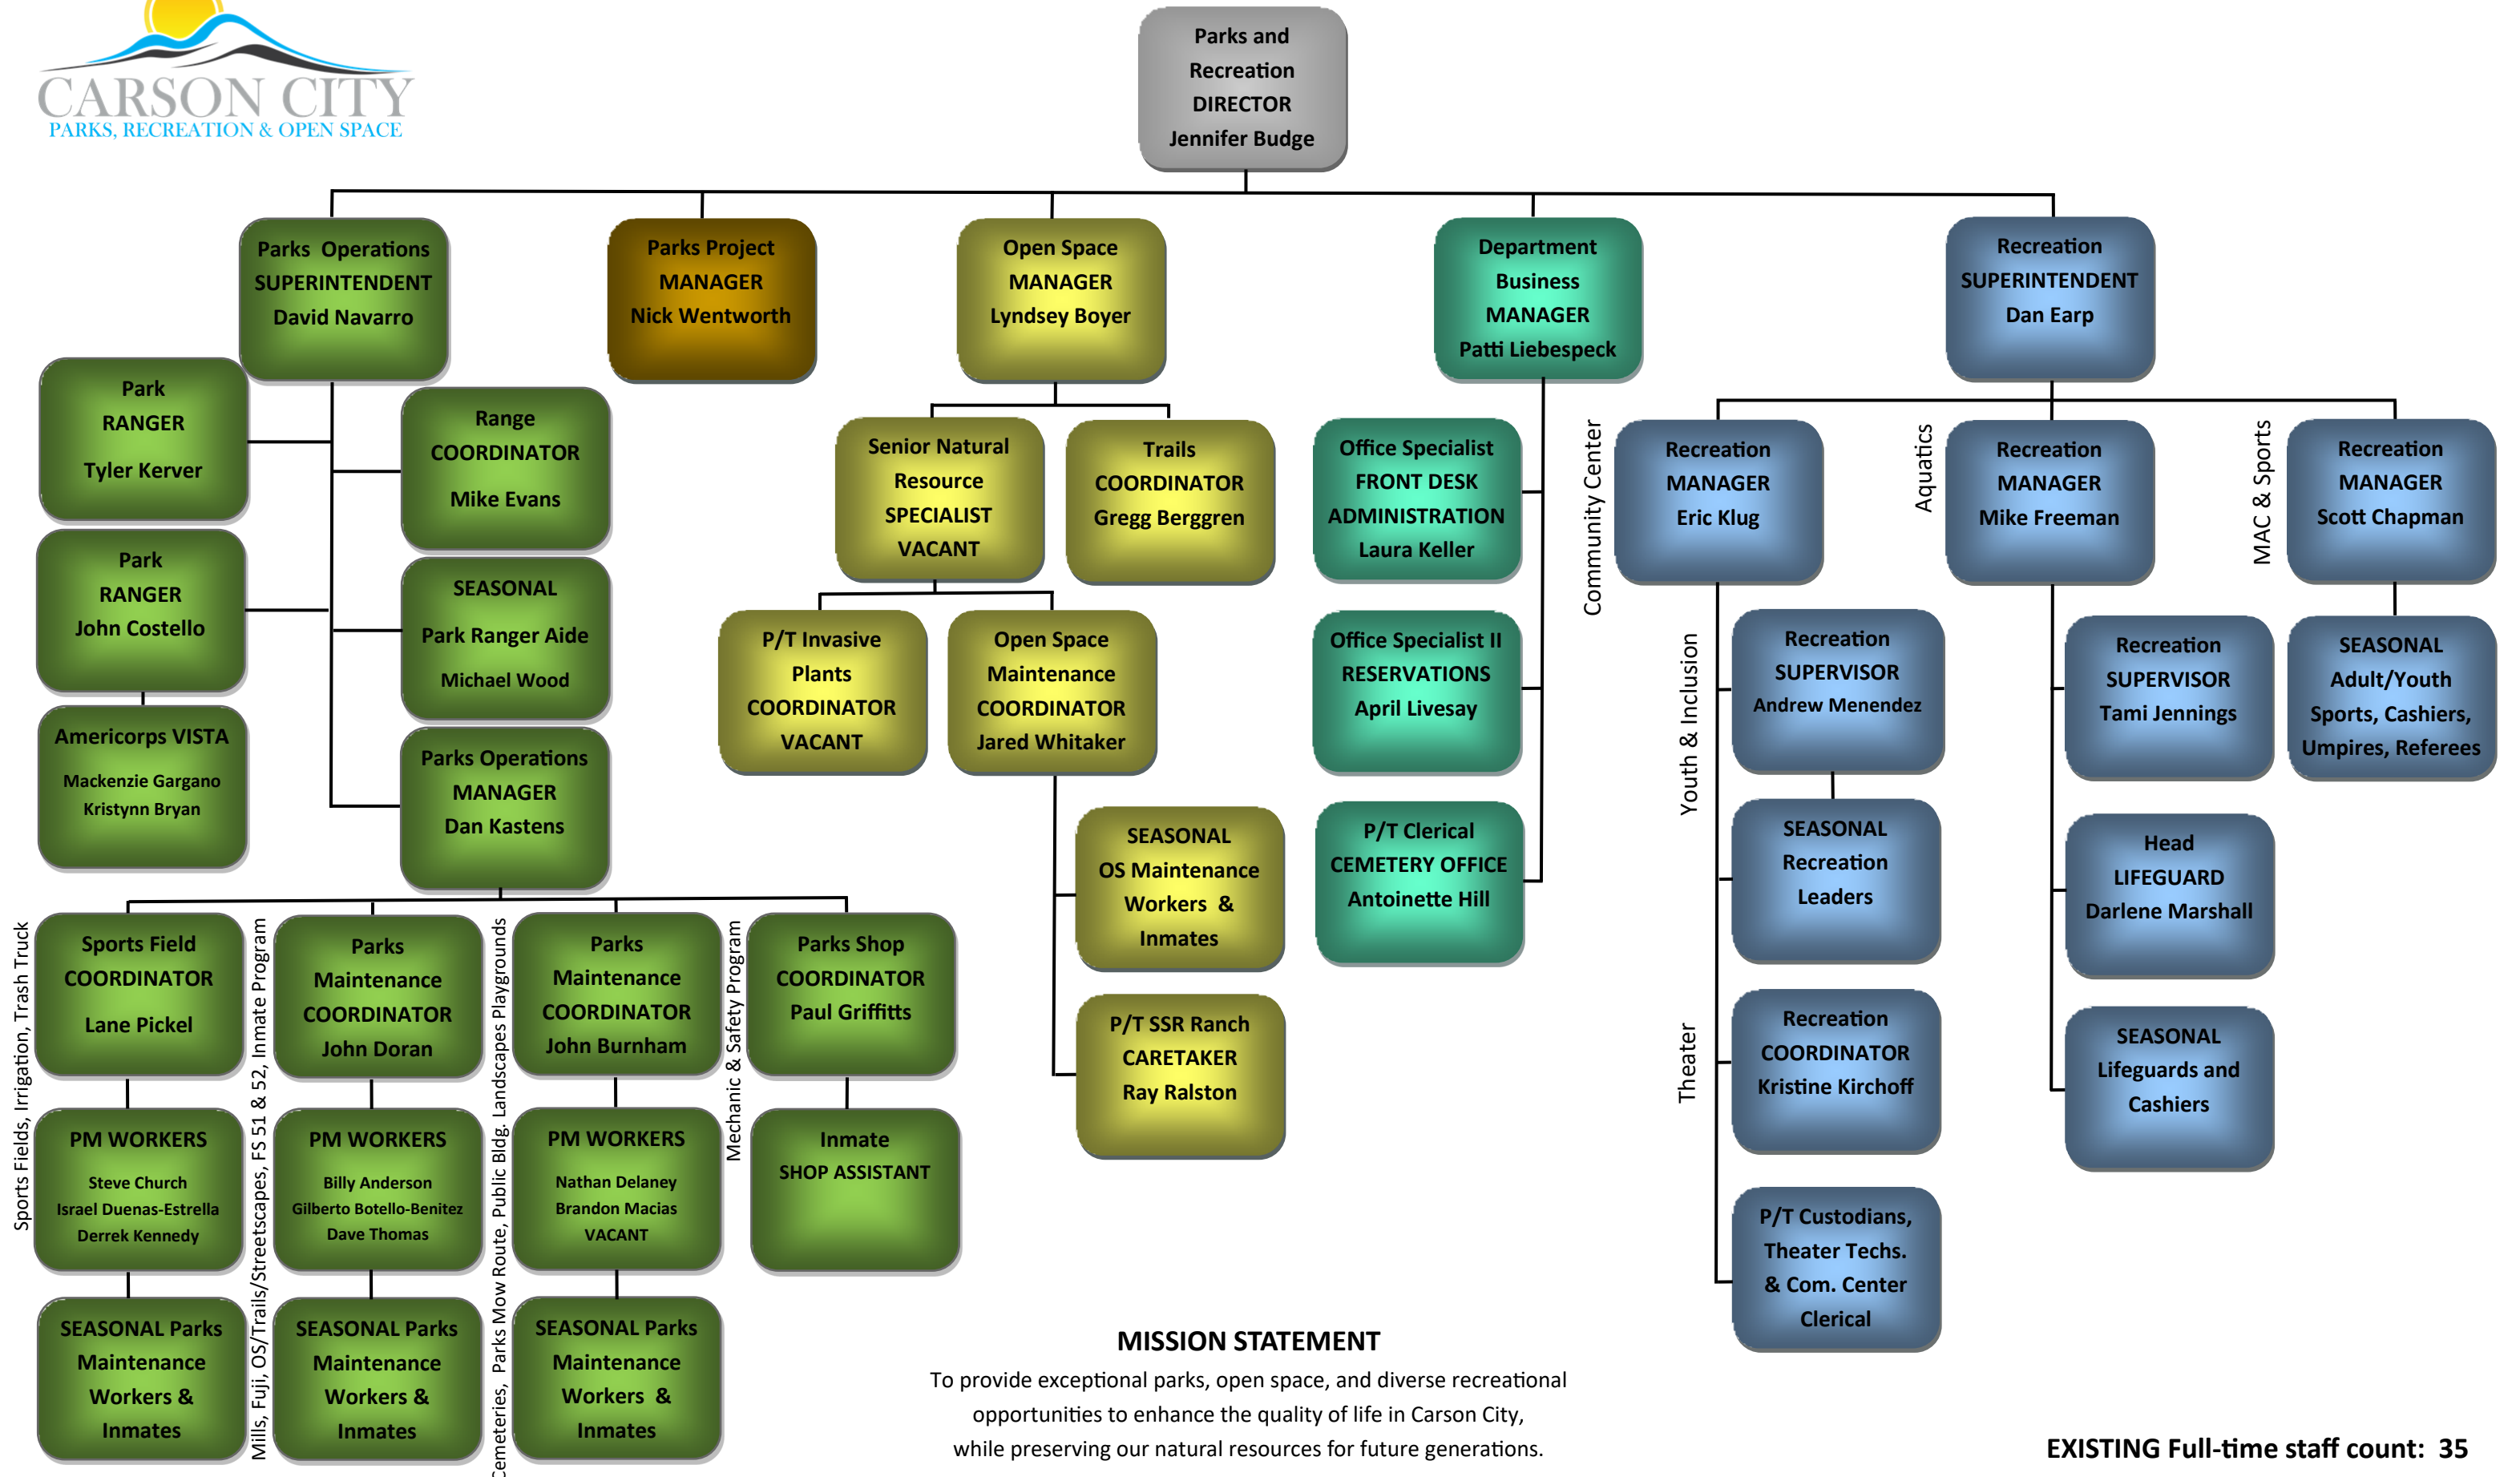 CARSON CITY
PARKS, RECREATION & OPEN SPACE
Parks and
Recreation
DIRECTOR
Jennifer Budge
Parks  Operations
SUPERINTENDENT
David Navarro
Parks Project
MANAGER
Nick Wentworth
Open Space
MANAGER
Lyndsey Boyer
Department
Business
MANAGER
Patti Liebespeck
Recreation
SUPERINTENDENT
Dan Earp
Park
RANGER
Tyler Kerver
Range
COORDINATOR
Mike Evans
Park
RANGER
John Costello
SEASONAL
Park Ranger Aide
Michael Wood
Americorps VISTA
Mackenzie Gargano
Kristynn Bryan
Parks Operations
MANAGER
Dan Kastens
Sports Fields, Irrigation, Trash Truck
Sports Field
COORDINATOR
Lane Pickel
PM WORKERS
Steve Church
Israel Duenas-Estrella
Derrek Kennedy
SEASONAL Parks
Maintenance
Workers &
Inmates
Mills, Fuji, OS/Trails/Streetscapes, FS 51 & 52, Inmate Program
Parks
Maintenance
COORDINATOR
John Doran
PM WORKERS
Billy Anderson
Gilberto Botello-Benitez
Dave Thomas
SEASONAL Parks
Maintenance
Workers &
Inmates
Cemeteries,  Parks Mow Route, Public Bldg. Landscapes Playgrounds
Parks
Maintenance
COORDINATOR
John Burnham
PM WORKERS
Nathan Delaney
Brandon Macias
VACANT
SEASONAL Parks
Maintenance
Workers  &
Inmates
Mechanic & Safety Program
Parks Shop
COORDINATOR
Paul Griffitts
Inmate
SHOP ASSISTANT
Senior Natural
Resource
SPECIALIST
VACANT
Trails
COORDINATOR
Gregg Berggren
P/T Invasive
Plants
COORDINATOR
VACANT
Open Space
Maintenance
COORDINATOR
Jared Whitaker
SEASONAL
OS Maintenance
Workers  &
Inmates
P/T SSR Ranch
CARETAKER
Ray Ralston
Office Specialist
FRONT DESK
ADMINISTRATION
Laura Keller
Office Specialist II
RESERVATIONS
April Livesay
P/T Clerical
CEMETERY OFFICE
Antoinette Hill
Community Center
Recreation
MANAGER
Eric Klug
Youth & Inclusion
Recreation
SUPERVISOR
Andrew Menendez
SEASONAL
Recreation
Leaders
Theater
Recreation
COORDINATOR
Kristine Kirchoff
P/T Custodians,
Theater Techs.
& Com. Center
Clerical
Aquatics
Recreation
MANAGER
Mike Freeman
Recreation
SUPERVISOR
Tami Jennings
Head
LIFEGUARD
Darlene Marshall
SEASONAL
Lifeguards and
Cashiers
MAC & Sports
Recreation
MANAGER
Scott Chapman
SEASONAL
Adult/Youth
Sports, Cashiers,
Umpires, Referees
MISSION STATEMENT
To provide exceptional parks, open space, and diverse recreational
opportunities to enhance the quality of life in Carson City,
while preserving our natural resources for future generations.
EXISTING Full-time staff count:  35